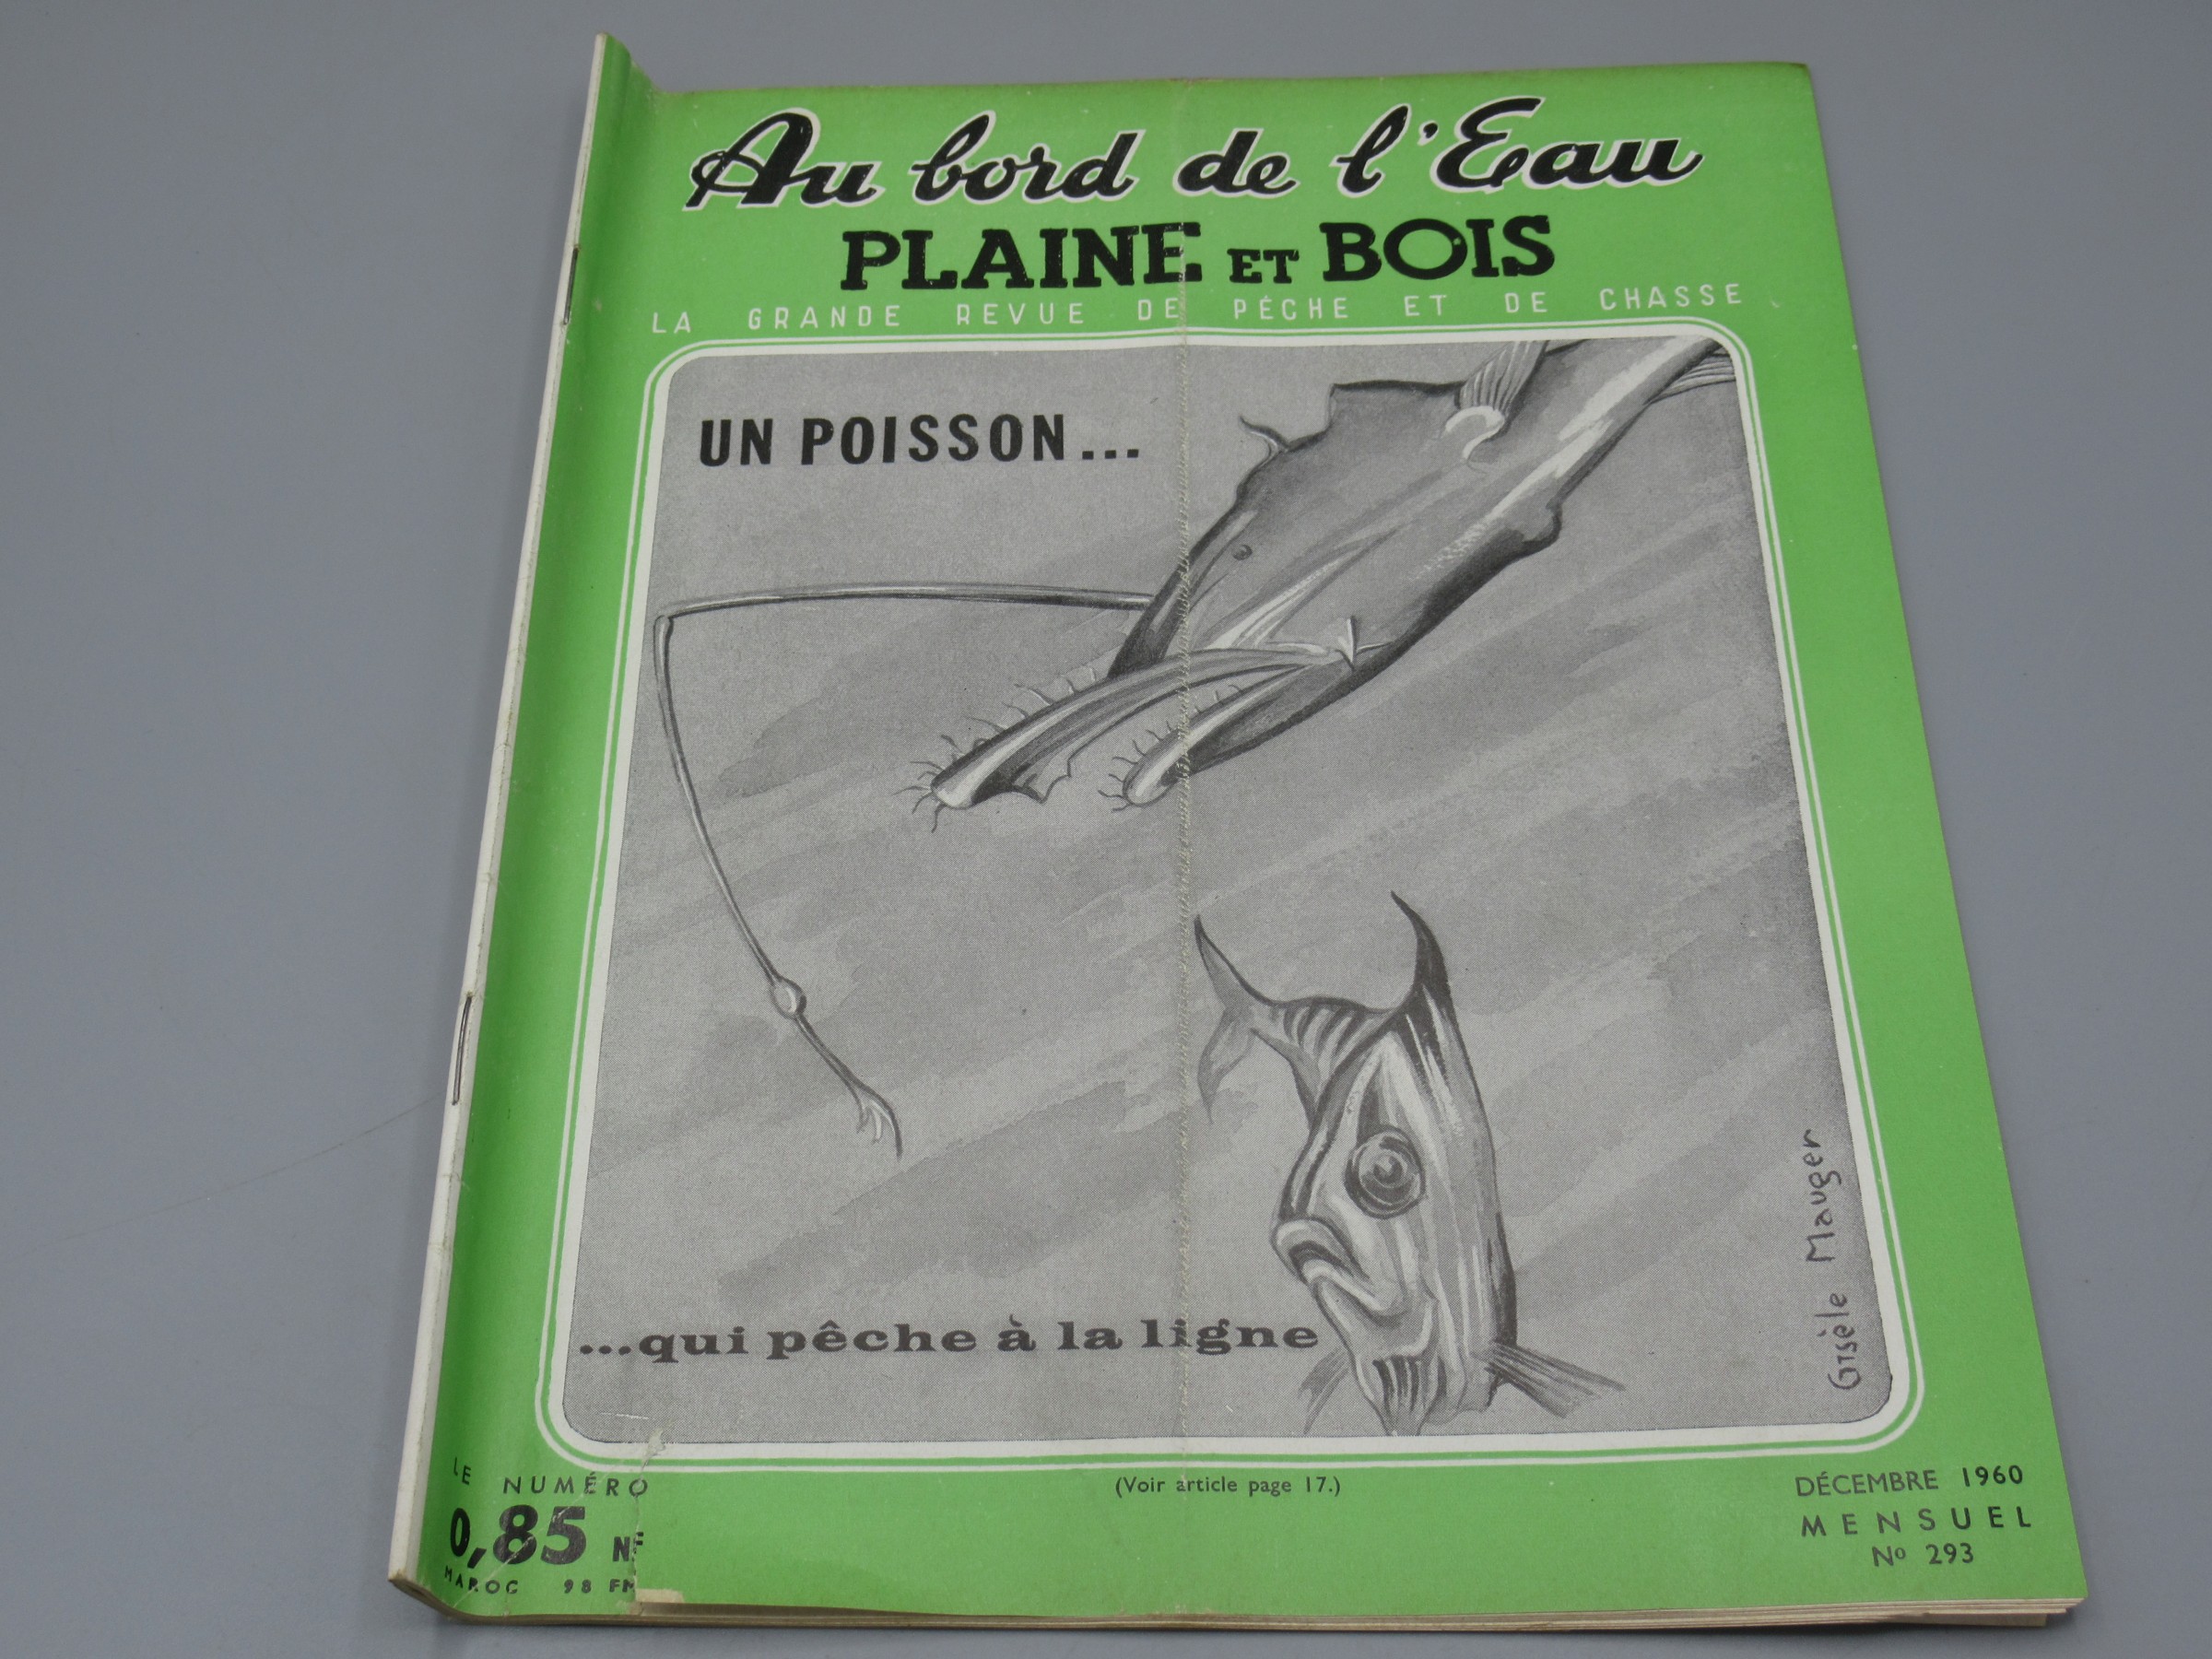 Au bord de l'Eau
PLAINE ET BOIS
LA GRANDE REVUE DE PÊCHE ET DE CHASSE
UN POISSON...
...qui pêche à la ligne
Gisèle Mauger
LE NUMÉRO
0,85 NF
MAROC 98 FM
(Voir article page 17.)
DÉCEMBRE 1960
MENSUEL
No 293